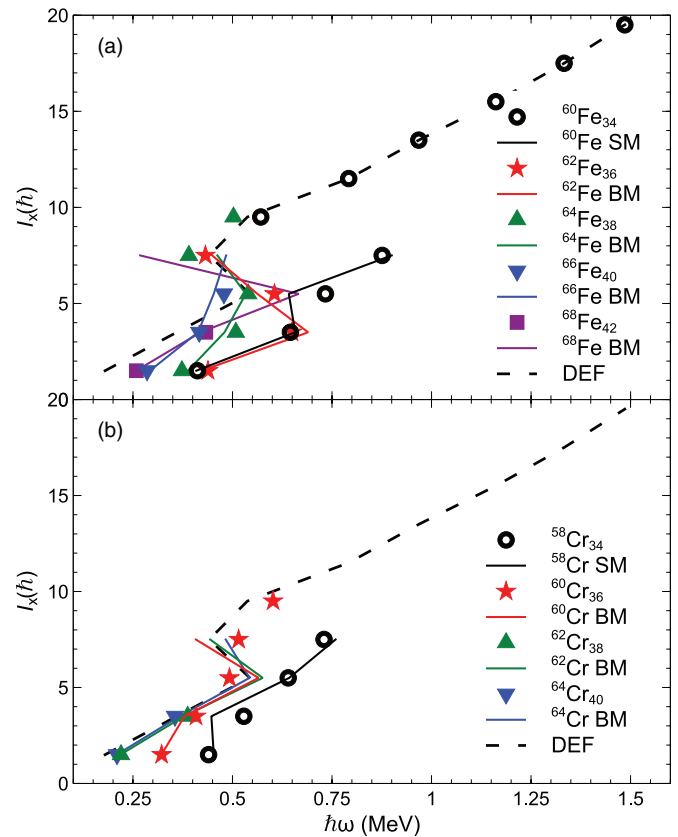 20
(a)
15
I_x(ħ)
10
5
20
⁶⁰Fe₃₄
⁶⁰Fe SM
⁶²Fe₃₆
⁶²Fe BM
⁶⁴Fe₃₈
⁶⁴Fe BM
⁶⁶Fe₄₀
⁶⁶Fe BM
⁶⁸Fe₄₂
⁶⁸Fe BM
DEF
(b)
15
I_x(ħ)
10
5
0
⁵⁸Cr₃₄
⁵⁸Cr SM
⁶⁰Cr₃₆
⁶⁰Cr BM
⁶²Cr₃₈
⁶²Cr BM
⁶⁴Cr₄₀
⁶⁴Cr BM
DEF
0.25 0.5 0.75 1 1.25 1.5
ħω (MeV)